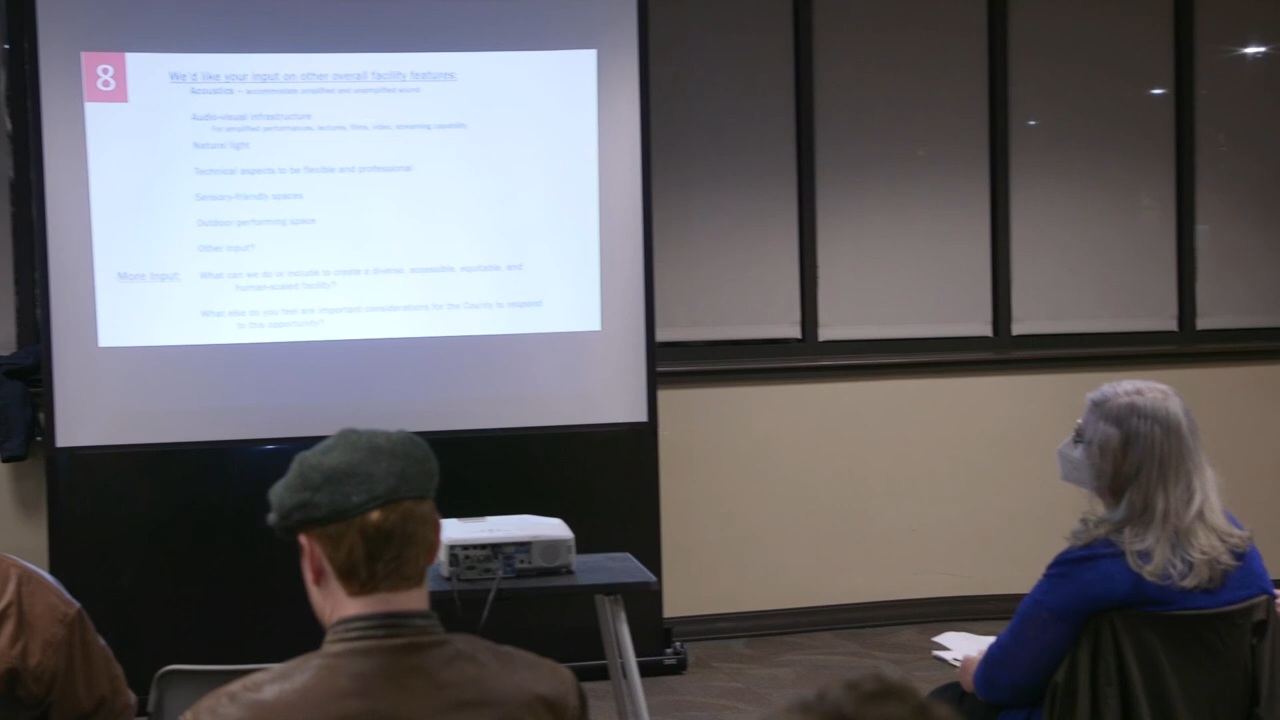 8
We'd like your input on other overall facility features:
Acoustics – accommodate amplified and unamplified sound
Audio-visual infrastructure
For amplified performances, lectures, films, video, streaming capability
Natural light
Technical aspects to be flexible and professional
Sensory-friendly spaces
Outdoor performing space
Other input?
More Input: What can we do or include to create a diverse, accessible, equitable, and
human-scaled facility?
What else do you feel are important considerations for the County to respond
to this opportunity?